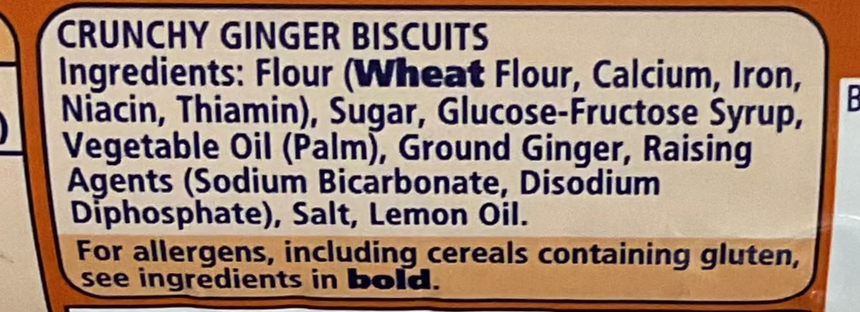 CRUNCHY GINGER BISCUITS
Ingredients: Flour (Wheat Flour, Calcium, Iron,
Niacin, Thiamin), Sugar, Glucose-Fructose Syrup,
Vegetable Oil (Palm), Ground Ginger, Raising
Agents (Sodium Bicarbonate, Disodium
Diphosphate), Salt, Lemon Oil.
For allergens, including cereals containing gluten,
see ingredients in bold.